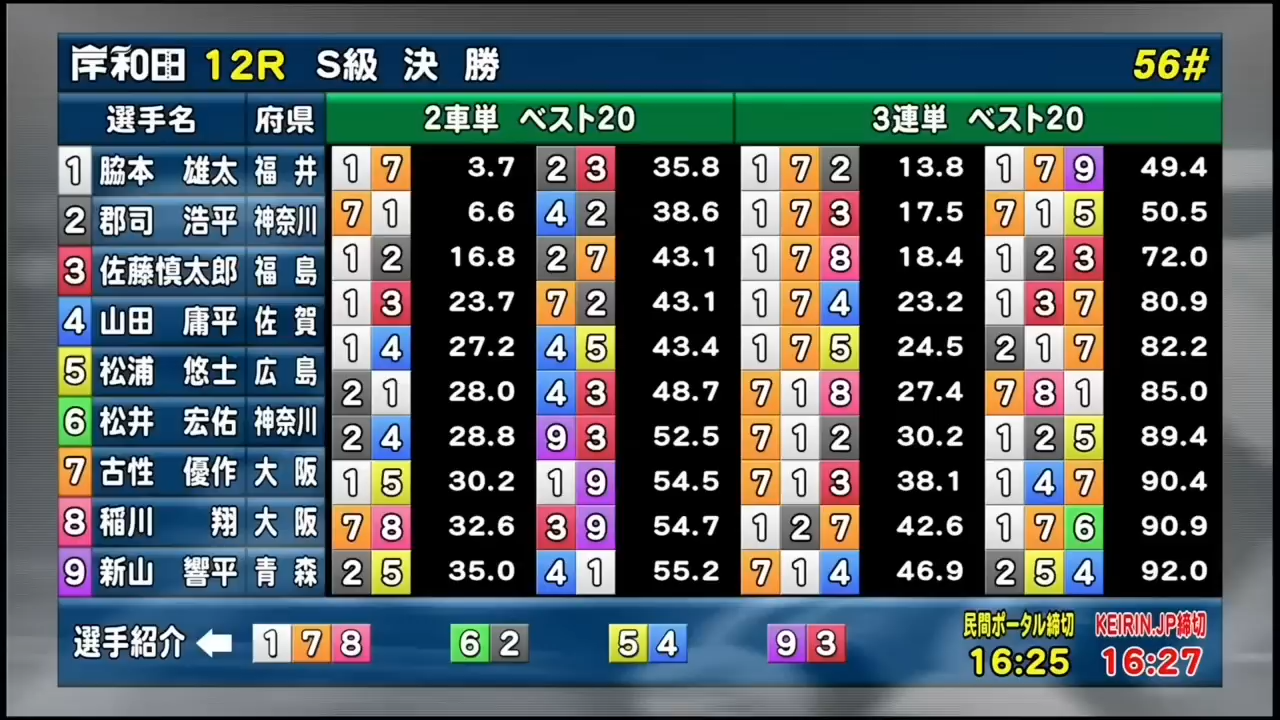 岸和田 12R S級 決勝 56#
選手名 府県 2車単 ベスト20 3連単 ベスト20
1 脇本 雄太 福井 1 7 3.7 2 3 35.8 1 7 2 13.8 1 7 9 49.4
2 郡司 浩平 神奈川 7 1 6.6 4 2 38.6 1 7 3 17.5 7 1 5 50.5
3 佐藤慎太郎 福島 1 2 16.8 2 7 43.1 1 7 8 18.4 1 2 3 72.0
4 山田 庸平 佐賀 1 3 23.7 7 2 43.1 1 7 4 23.2 1 3 7 80.9
5 松浦 悠士 広島 1 4 27.2 4 5 43.4 1 7 5 24.5 2 1 7 82.2
6 松井 宏佑 神奈川 2 1 28.0 4 3 48.7 7 1 8 27.4 7 8 1 85.0
7 古性 優作 大阪 2 4 28.8 9 3 52.5 7 1 2 30.2 1 2 5 89.4
8 稲川 翔 大阪 1 5 30.2 1 9 54.5 7 1 3 38.1 1 4 7 90.4
9 新山 響平 青森 7 8 32.6 3 9 54.7 1 2 7 42.6 1 7 6 90.9
2 5 35.0 4 1 55.2 7 1 4 46.9 2 5 4 92.0
選手紹介 ← 1 7 8 6 2 5 4 9 3
民間ポータル締切 KEIRIN.JP締切
16:25 16:27